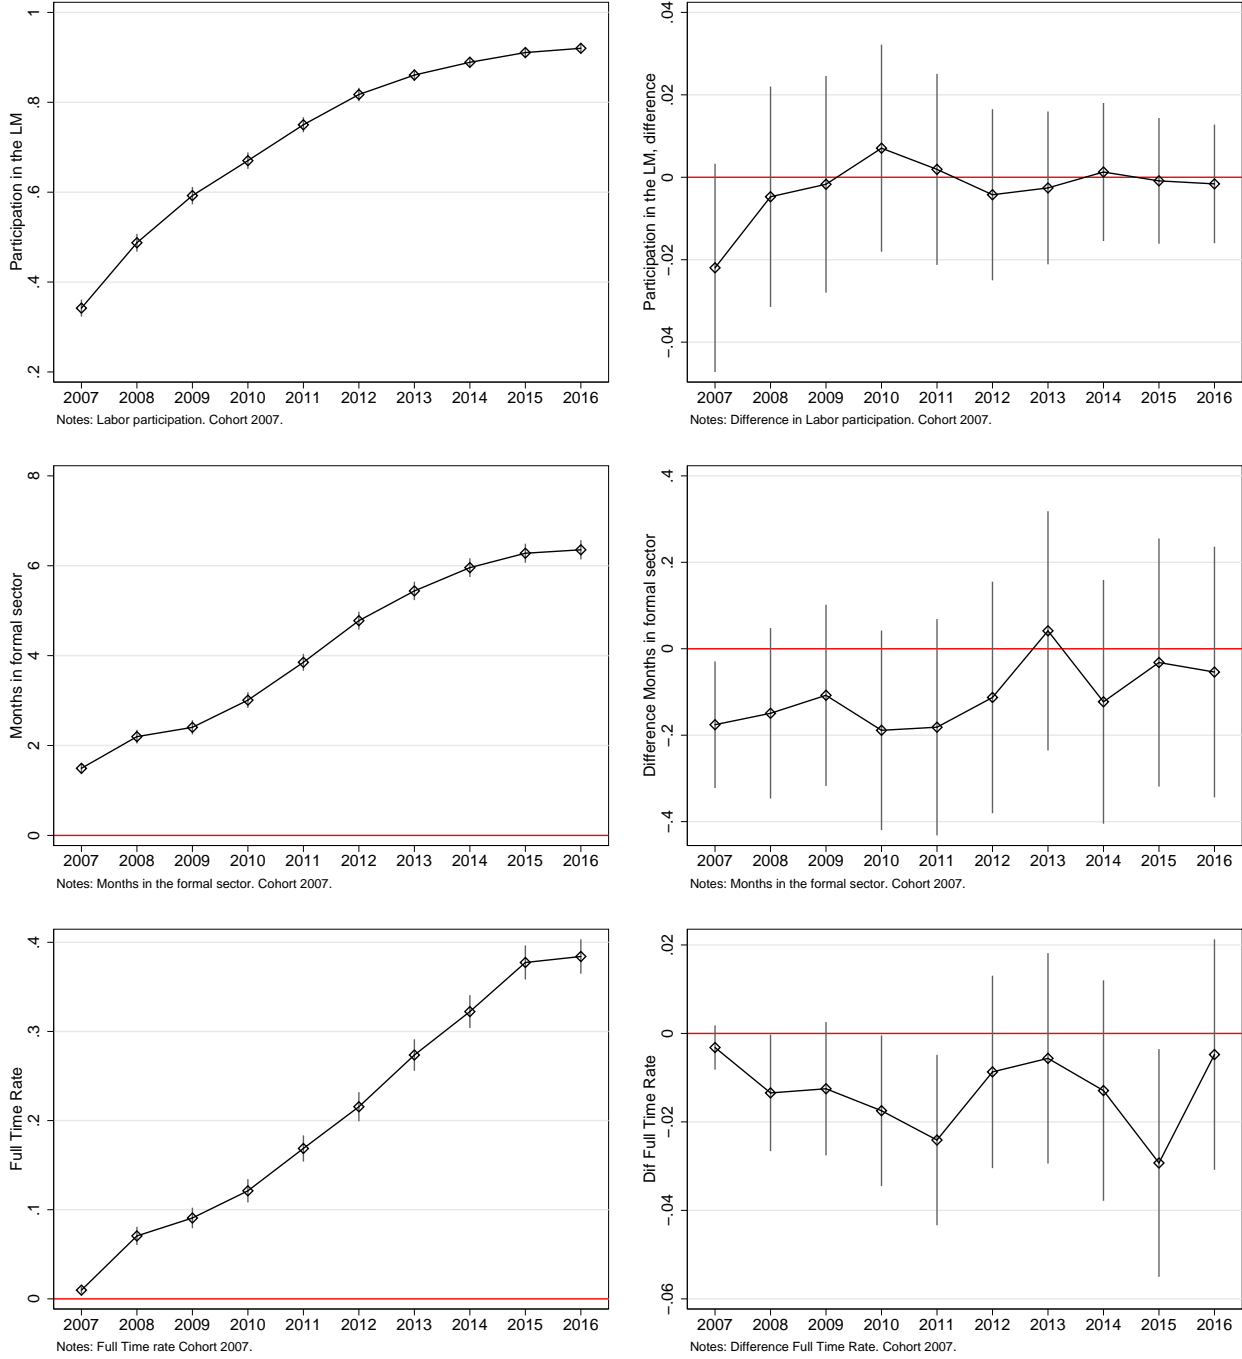 Participation in the LM
1
.8
.6
.4
.2
2007 2008 2009 2010 2011 2012 2013 2014 2015 2016
Notes: Labor participation. Cohort 2007.
Participation in the LM, difference
.04
.02
0
-.02
-.04
2007 2008 2009 2010 2011 2012 2013 2014 2015 2016
Notes: Difference in Labor participation. Cohort 2007.
Months in formal sector
8
6
4
2
0
2007 2008 2009 2010 2011 2012 2013 2014 2015 2016
Notes: Months in the formal sector. Cohort 2007.
Difference Months in formal sector
.4
.2
0
-.2
-.4
2007 2008 2009 2010 2011 2012 2013 2014 2015 2016
Notes: Months in the formal sector. Cohort 2007.
Full Time Rate
.4
.3
.2
.1
0
2007 2008 2009 2010 2011 2012 2013 2014 2015 2016
Notes: Full Time rate Cohort 2007.
Dif Full Time Rate
.02
0
-.02
-.04
-.06
2007 2008 2009 2010 2011 2012 2013 2014 2015 2016
Notes: Difference Full Time Rate. Cohort 2007.